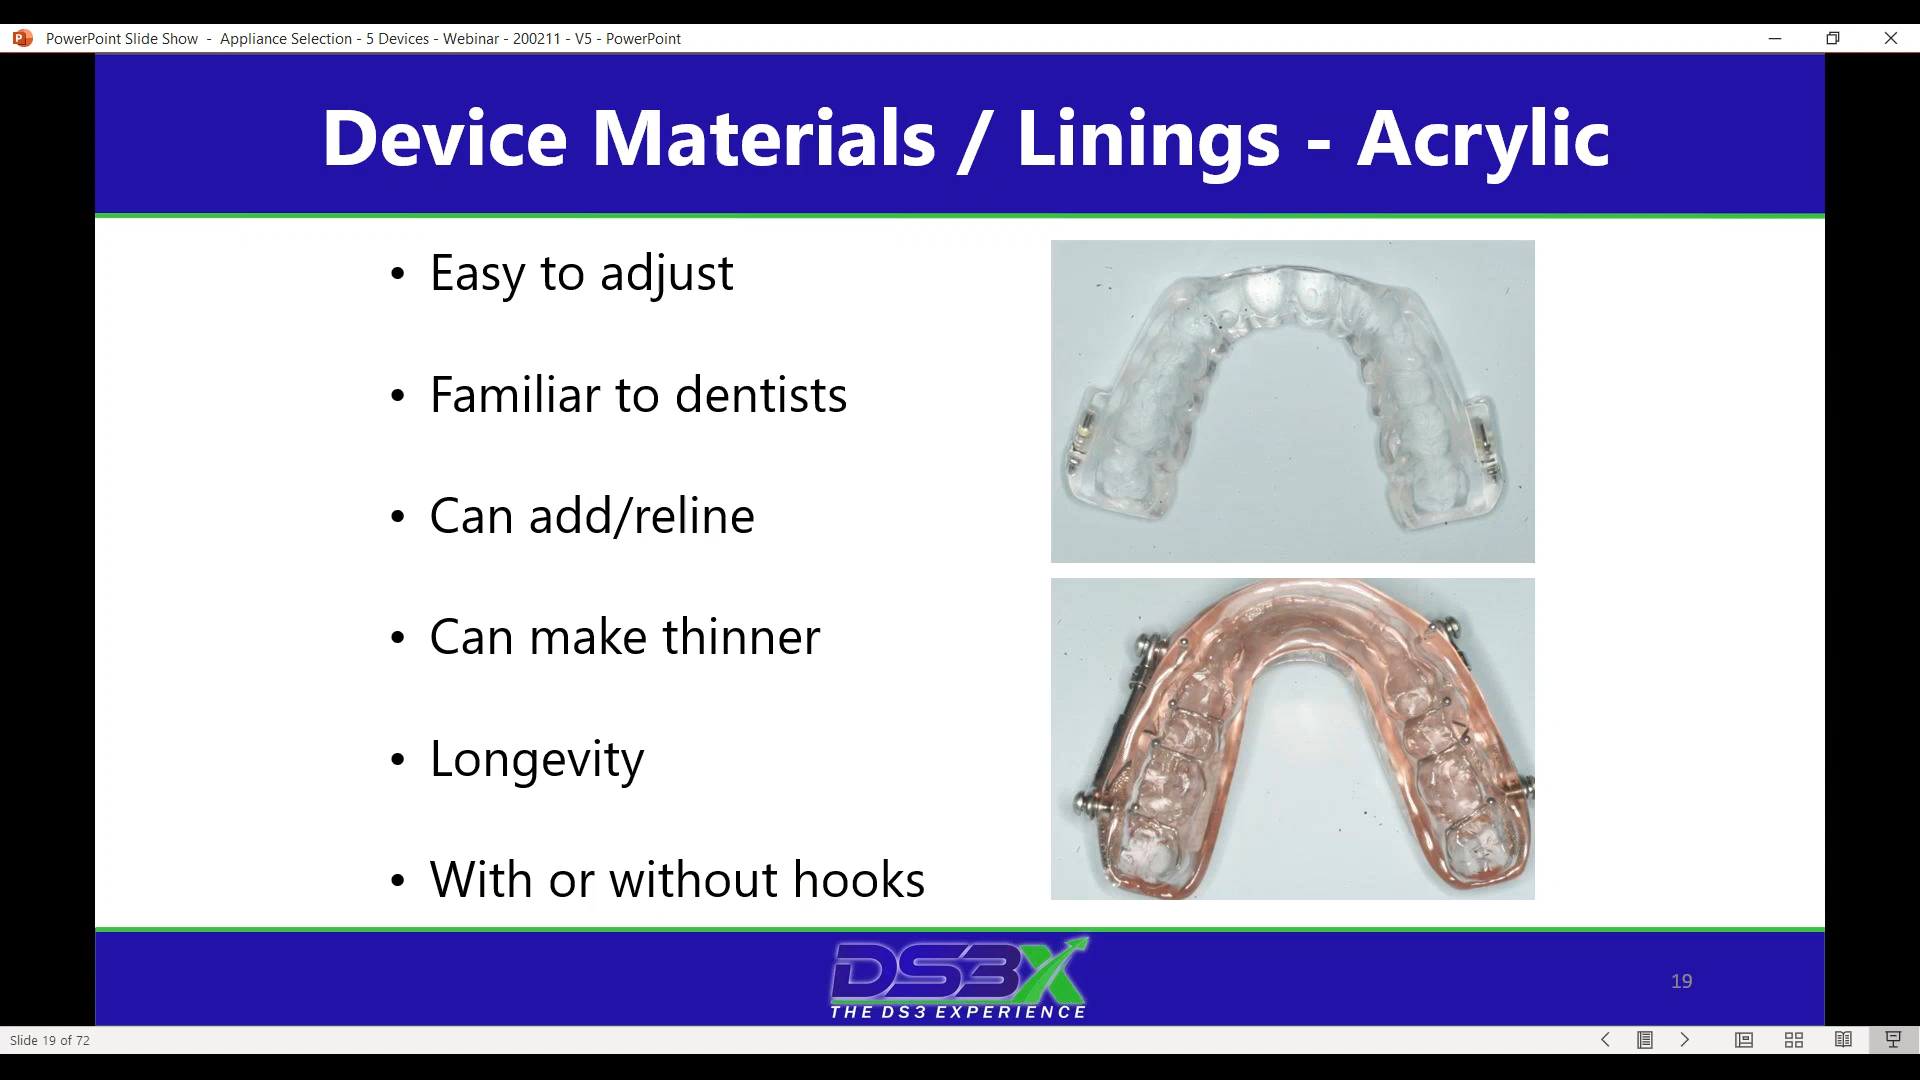 PowerPoint Slide Show - Appliance Selection - 5 Devices - Webinar - 200211 - V5 - PowerPoint
Device Materials / Linings - Acrylic
• Easy to adjust
• Familiar to dentists
• Can add/reline
• Can make thinner
• Longevity
• With or without hooks
DS3X
THE DS3 EXPERIENCE
19
Slide 19 of 72